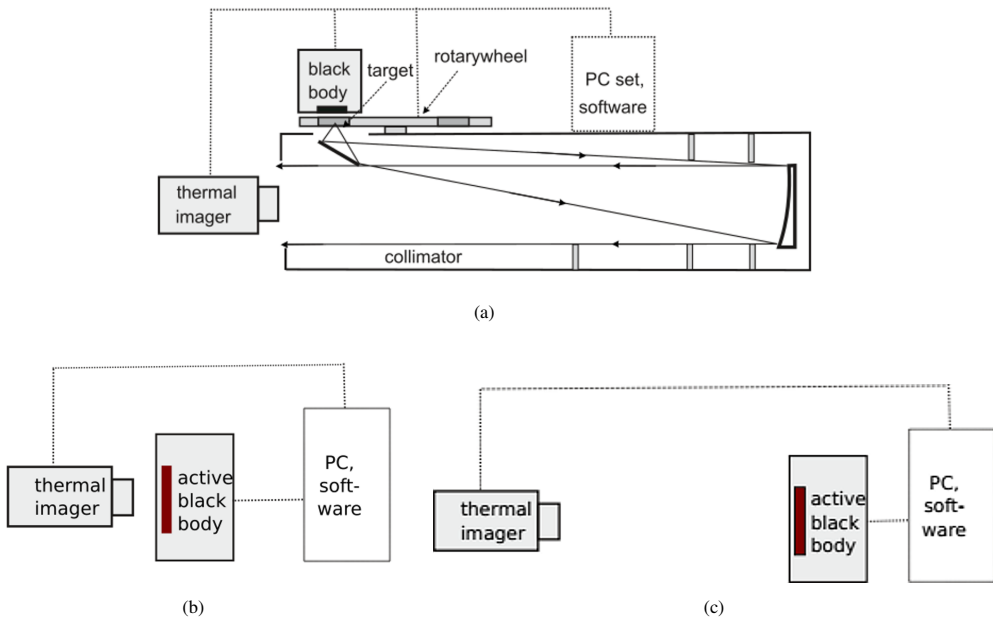 rotarywheel
target
black
body
PC set,
software
thermal
imager
collimator
(a)
thermal
imager
active
black
body
PC,
soft-
ware
(b)
thermal
imager
active
black
body
PC,
soft-
ware
(c)